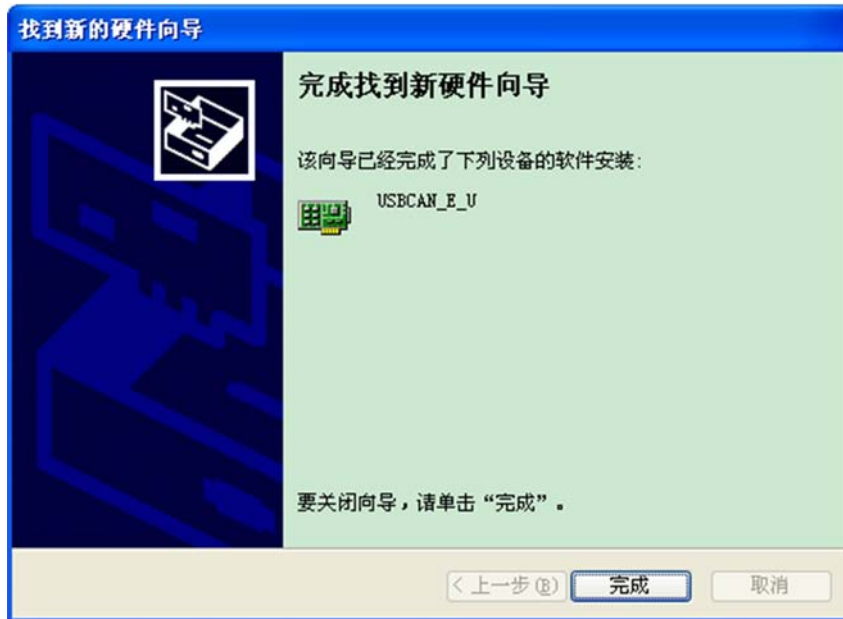 找到新的硬件向导
完成找到新硬件向导
该向导已经完成了下列设备的软件安装:
USBCAN_E_U
要关闭向导，请单击“完成”。
< 上一步(B)
完成
取消